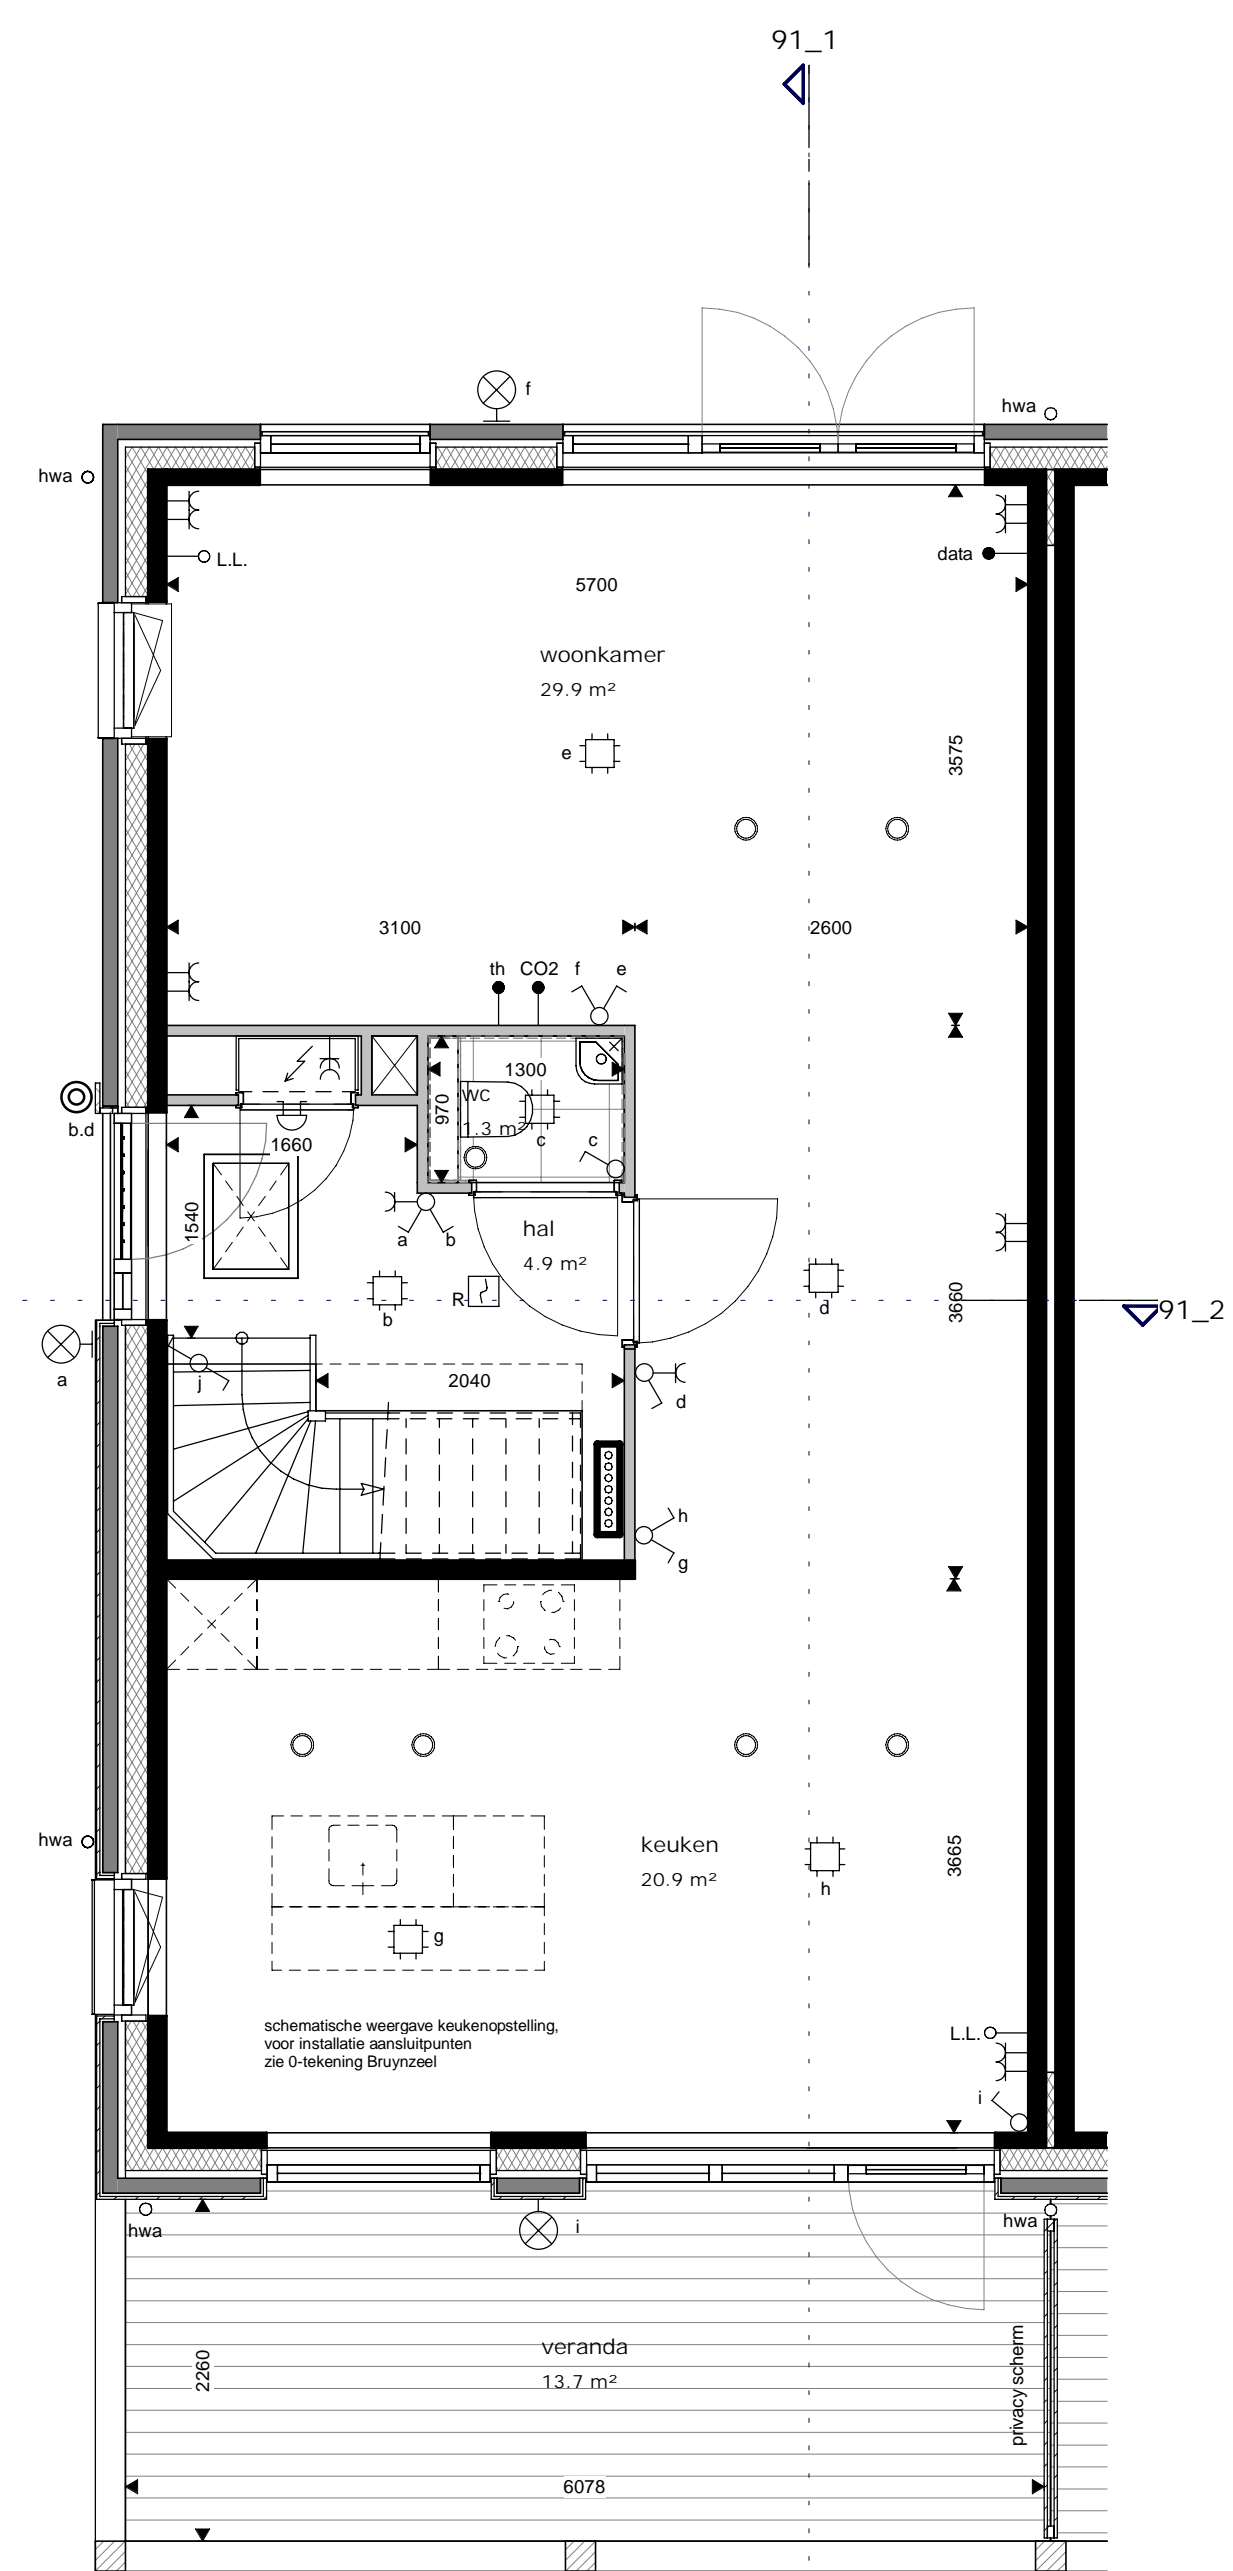 91_1
f
hwa
hwa
L.L.
data
5700
woonkamer
29.9 m²
e
3575
3100
2600
th
CO2
f
e
1300
970
WC
1.3 m²
c
c
b.d
1660
1540
a
b
hal
4.9 m²
R
b
d
3660
91_2
a
j
2040
d
h
g
hwa
keuken
20.9 m²
h
3665
g
schematische weergave keukenopstelling,
voor installatie aansluitpunten
zie 0-tekening Bruynzeel
L.L.
i
hwa
i
hwa
veranda
13.7 m²
2260
privacy scherm
6078